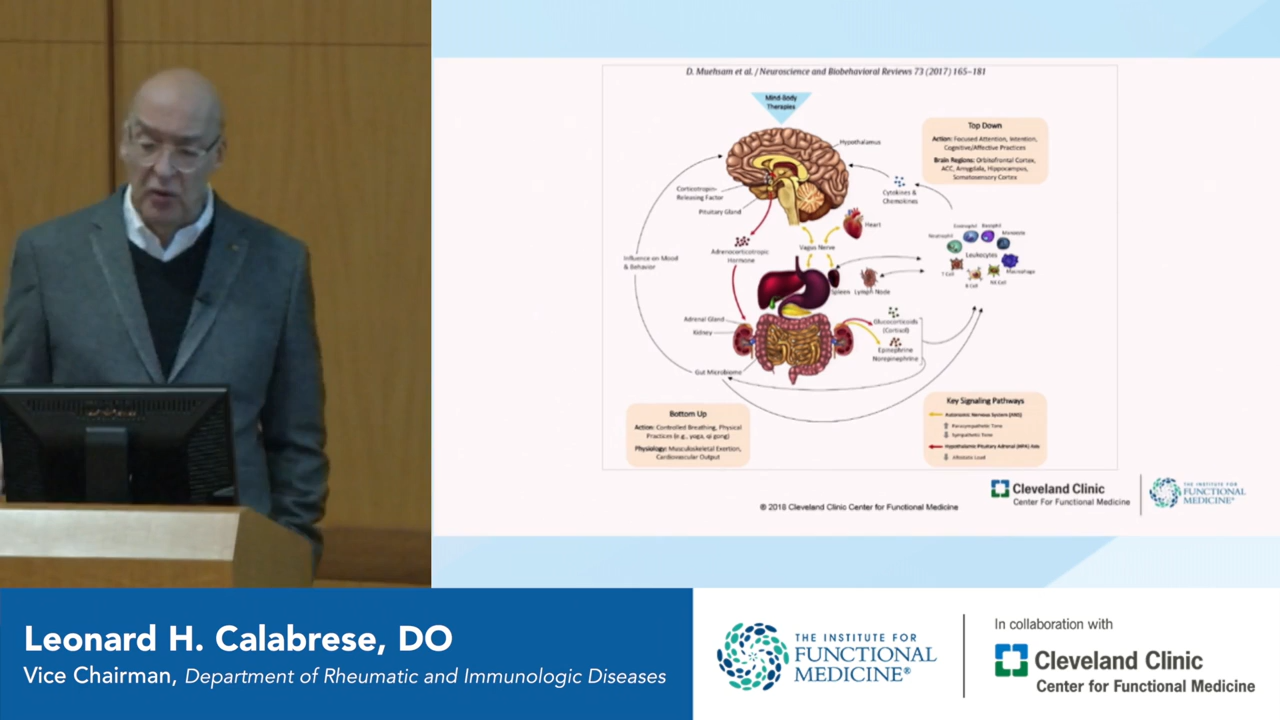 D. Muehsam et al. / Neuroscience and Biobehavioral Reviews 73 (2017) 165–181
Mind-Body
Therapies
Hypothalamus
Top Down
Action: Focused Attention, Intention,
Cognitive/Affective Practices
Brain Regions: Orbitofrontal Cortex,
ACC, Amygdala, Hippocampus,
Somatosensory Cortex
Corticotropin-
Releasing Factor
Pituitary Gland
Cytokines &
Chemokines
Heart
Vagus Nerve
Adrenocorticotropic
Hormone
Influence on Mood
& Behavior
Neutrophil
Eosinophil
Basophil
Monocyte
Leukocytes
Macrophage
T Cell
B Cell
NK Cell
Spleen
Lymph Node
Adrenal Gland
Kidney
Glucocorticoids
(Cortisol)
Epinephrine
Norepinephrine
Gut Microbiome
Bottom Up
Action: Controlled Breathing, Physical
Practices (e.g., yoga, qi gong)
Physiology: Musculoskeletal Exertion,
Cardiovascular Output
Key Signaling Pathways
Autonomic Nervous System (ANS)
Parasympathetic Tone
Sympathetic Tone
Hypothalamic Pituitary Adrenal (HPA) Axis
Allostatic Load
® 2018 Cleveland Clinic Center for Functional Medicine
Cleveland Clinic
Center For Functional Medicine
THE INSTITUTE FOR
FUNCTIONAL
MEDICINE®
Leonard H. Calabrese, DO
Vice Chairman, Department of Rheumatic and Immunologic Diseases
THE INSTITUTE FOR
FUNCTIONAL
MEDICINE®
In collaboration with
Cleveland Clinic
Center for Functional Medicine